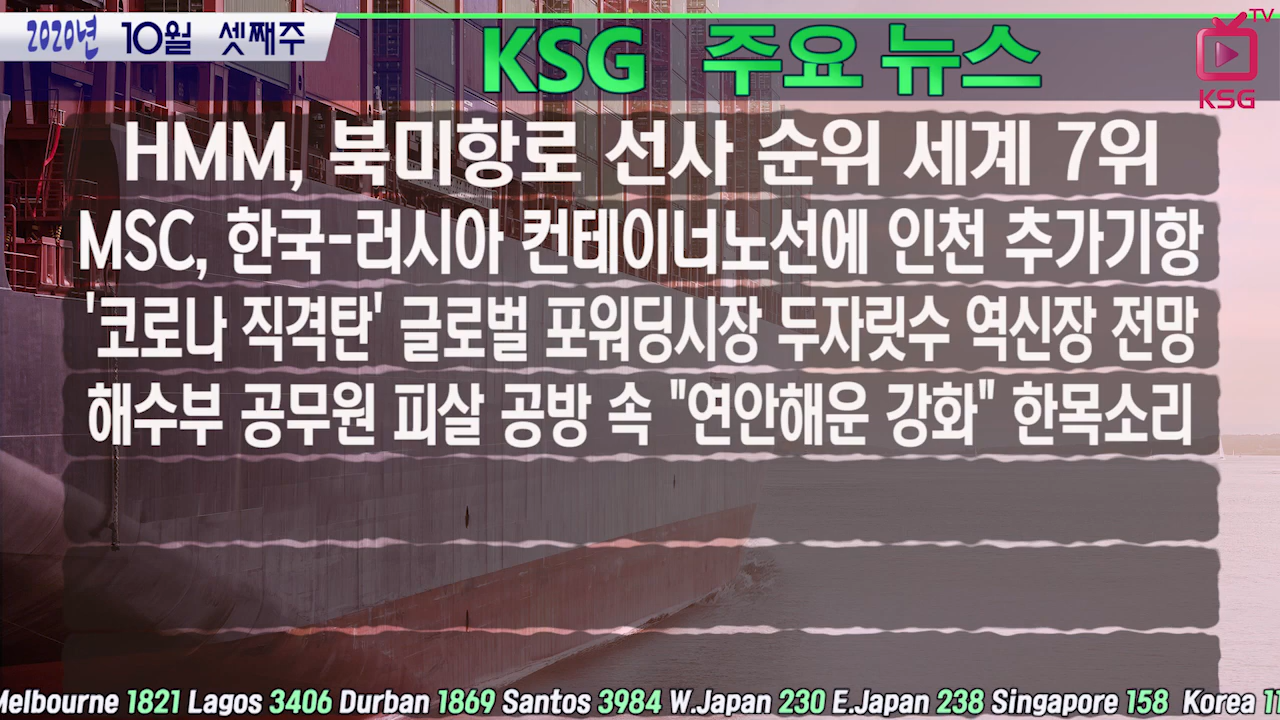 2020년 10월 셋째주
KSG 주요 뉴스
TV
KSG
HMM, 북미항로 선사 순위 세계 7위
MSC, 한국-러시아 컨테이너노선에 인천 추가기항
'코로나 직격탄' 글로벌 포워딩시장 두자릿수 역신장 전망
해수부 공무원 피살 공방 속 "연안해운 강화" 한목소리
Melbourne 1821 Lagos 3406 Durban 1869 Santos 3984 W.Japan 230 E.Japan 238 Singapore 158 Korea